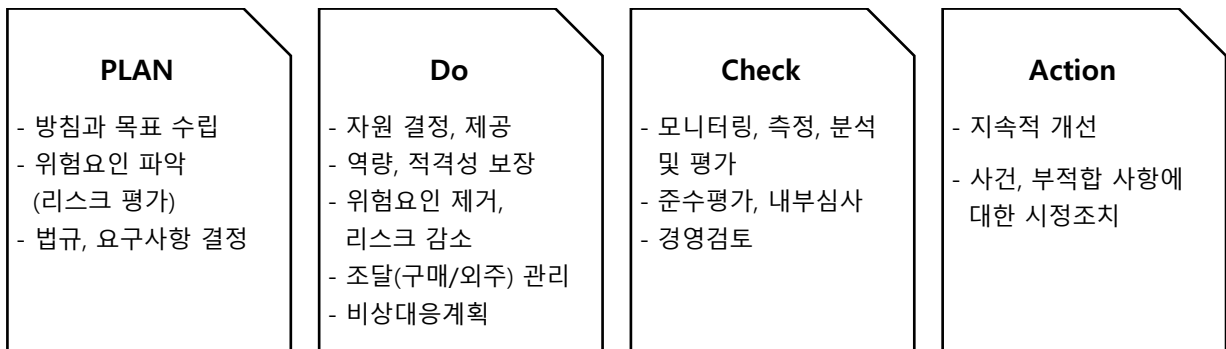 PLAN
- 방침과 목표 수립
- 위험요인 파악
(리스크 평가)
- 법규, 요구사항 결정
Do
- 자원 결정, 제공
- 역량, 적격성 보장
- 위험요인 제거,
리스크 감소
- 조달(구매/외주) 관리
- 비상대응계획
Check
- 모니터링, 측정, 분석
및 평가
- 준수평가, 내부심사
- 경영검토
Action
- 지속적 개선
- 사건, 부적합 사항에
대한 시정조치